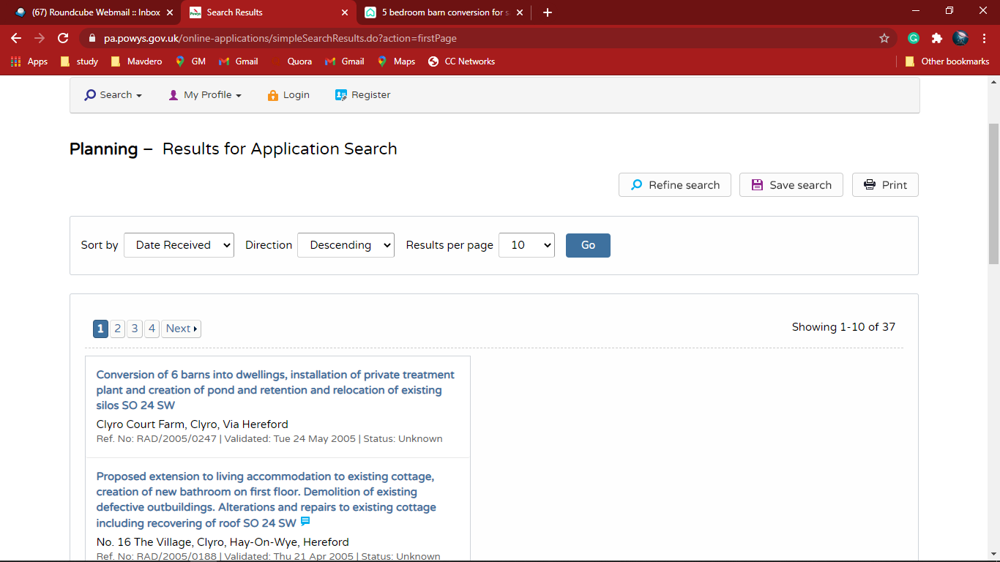 (67) Roundcube Webmail :: Inbox
Search Results
5 bedroom barn conversion for sa
pa.powys.gov.uk/online-applications/simpleSearchResults.do?action=firstPage
Apps study Mavdero GM Gmail Quora Gmail Maps CC Networks Other bookmarks
Search My Profile Login Register
Planning – Results for Application Search
Refine search Save search Print
Sort by Date Received Direction Descending Results per page 10 Go
1 2 3 4 Next Showing 1-10 of 37
Conversion of 6 barns into dwellings, installation of private treatment
plant and creation of pond and retention and relocation of existing
silos SO 24 SW
Clyro Court Farm, Clyro, Via Hereford
Ref. No: RAD/2005/0247 | Validated: Tue 24 May 2005 | Status: Unknown
Proposed extension to living accommodation to existing cottage,
creation of new bathroom on first floor. Demolition of existing
defective outbuildings. Alterations and repairs to existing cottage
including recovering of roof SO 24 SW
No. 16 The Village, Clyro, Hay-On-Wye, Hereford
Ref. No: RAD/2005/0188 | Validated: Thu 21 Apr 2005 | Status: Unknown